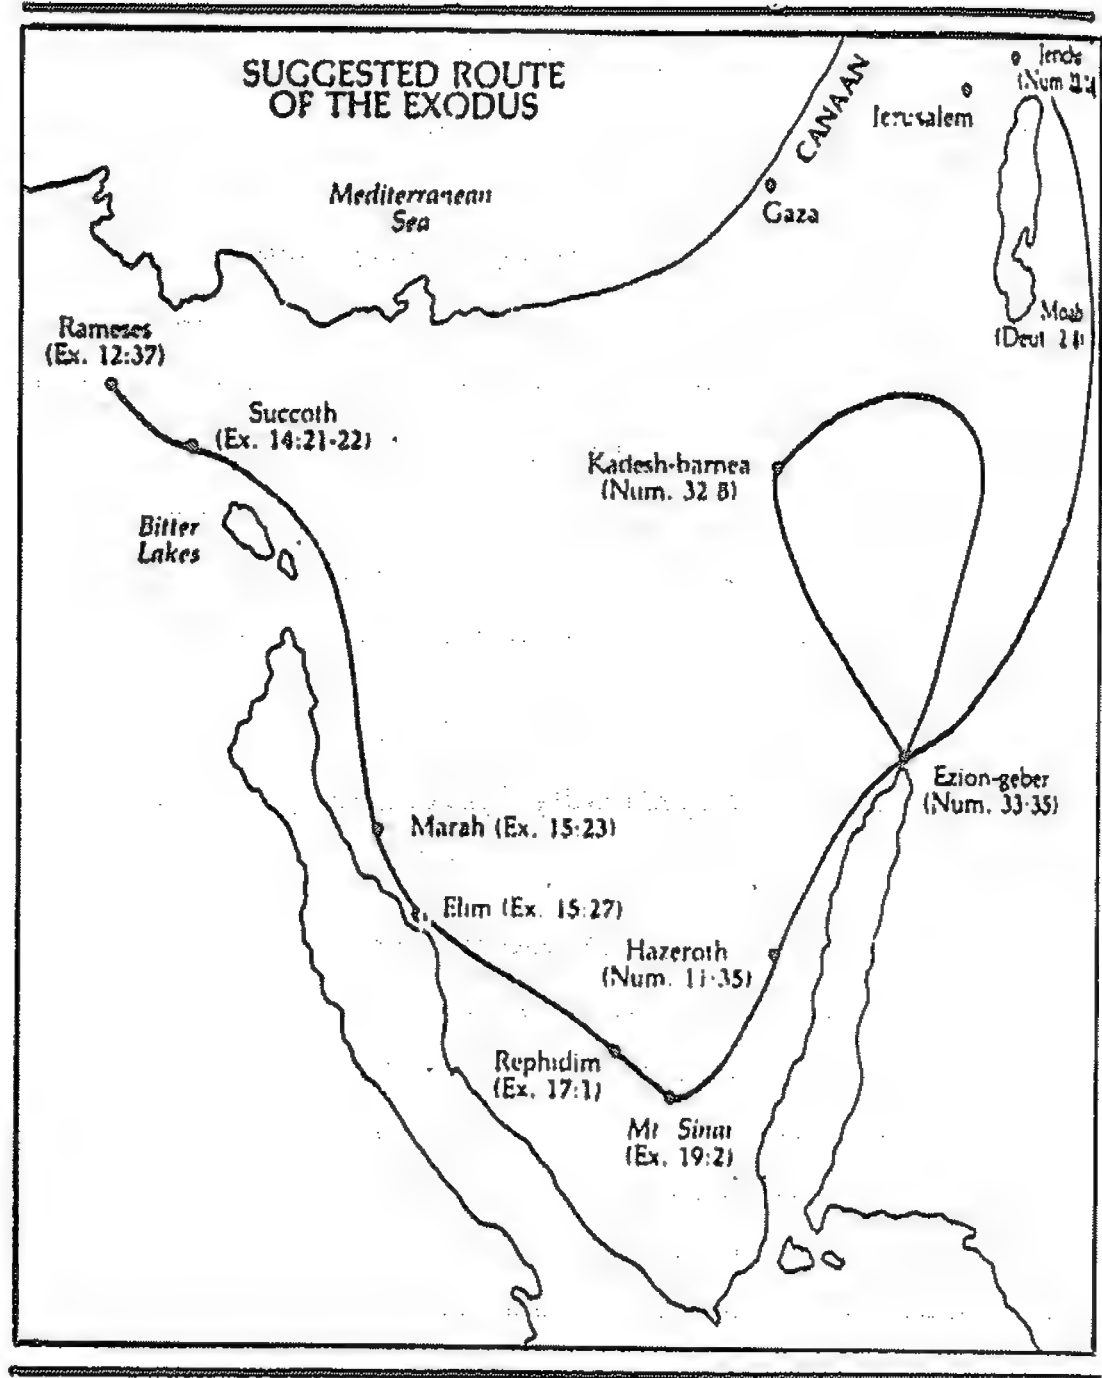 SUGGESTED ROUTE
OF THE EXODUS
CANAAN
Jerusalem
(Num
Mediterranean
Sea
Gaza
Rameses
(Ex. 12:37)
Moab
(Deut
Succoth
(Ex. 14:21-22)
Kadesh-barnea
(Num. 32 8)
Bitter
Lakes
Ezion-geber
(Num. 33·35)
Marah (Ex. 15:23)
Elim (Ex. 15:27)
Hazeroth
(Num. 11·35)
Rephidim
(Ex. 17:1)
Mt Sinai
(Ex. 19:2)